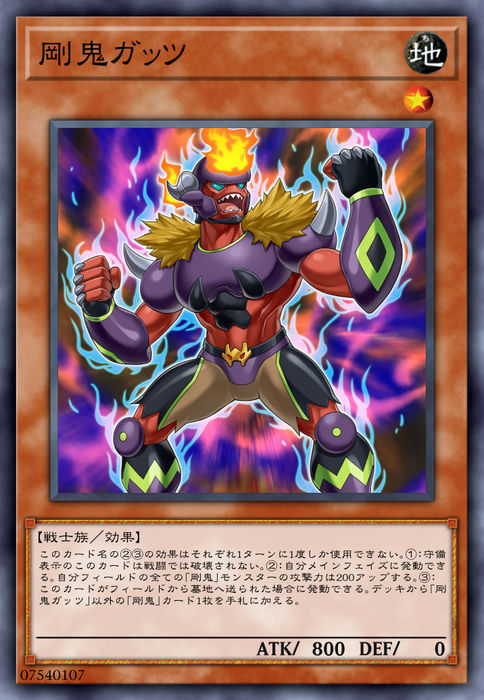 剛鬼ガッツ
ち
地
【戦士族／効果】
このカード名の②③の効果はそれぞれ1ターンに1度しか使用できない。①：守備
表示のこのカードは戦闘では破壊されない。②：自分メインフェイズに発動でき
る。自分フィールドの全ての「剛鬼」モンスターの攻撃力は200アップする。③：
このカードがフィールドから墓地へ送られた場合に発動できる。デッキから「剛
鬼ガッツ」以外の「剛鬼」カード1枚を手札に加える。
ATK/ 800 DEF/ 0
07540107